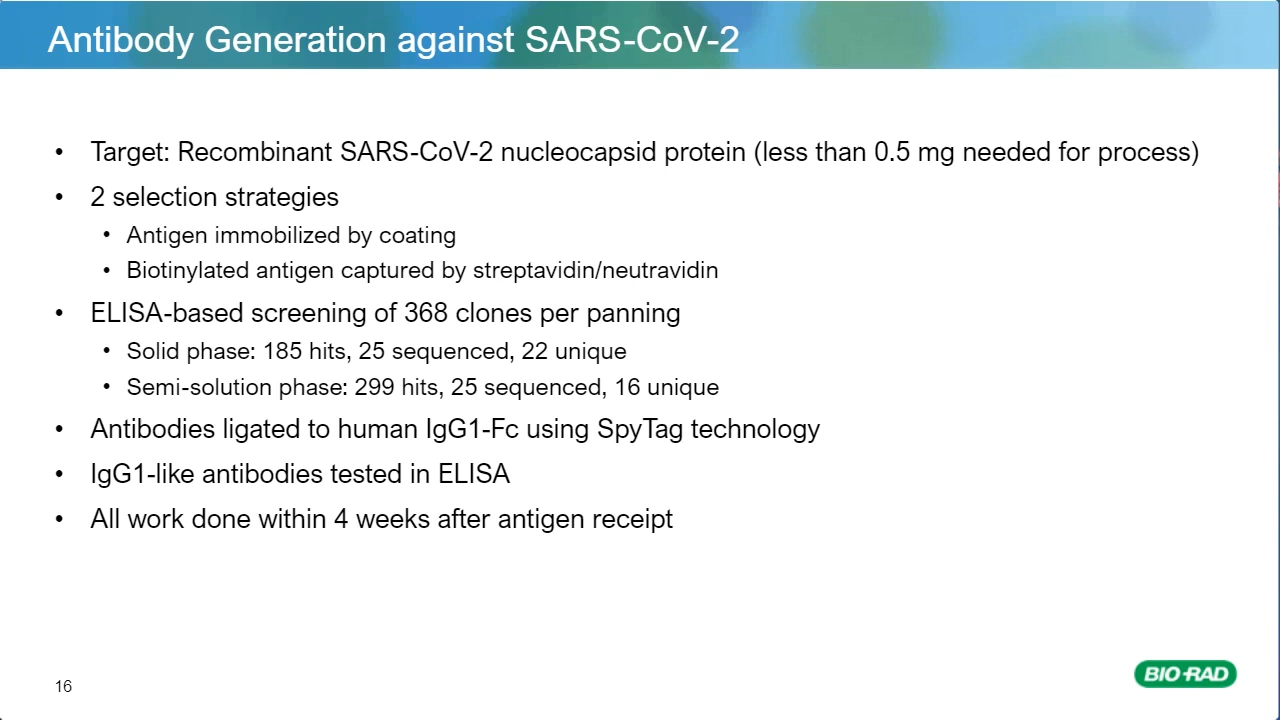 Antibody Generation against SARS-CoV-2
• Target: Recombinant SARS-CoV-2 nucleocapsid protein (less than 0.5 mg needed for process)
• 2 selection strategies
• Antigen immobilized by coating
• Biotinylated antigen captured by streptavidin/neutravidin
• ELISA-based screening of 368 clones per panning
• Solid phase: 185 hits, 25 sequenced, 22 unique
• Semi-solution phase: 299 hits, 25 sequenced, 16 unique
• Antibodies ligated to human IgG1-Fc using SpyTag technology
• IgG1-like antibodies tested in ELISA
• All work done within 4 weeks after antigen receipt
16
BIO-RAD